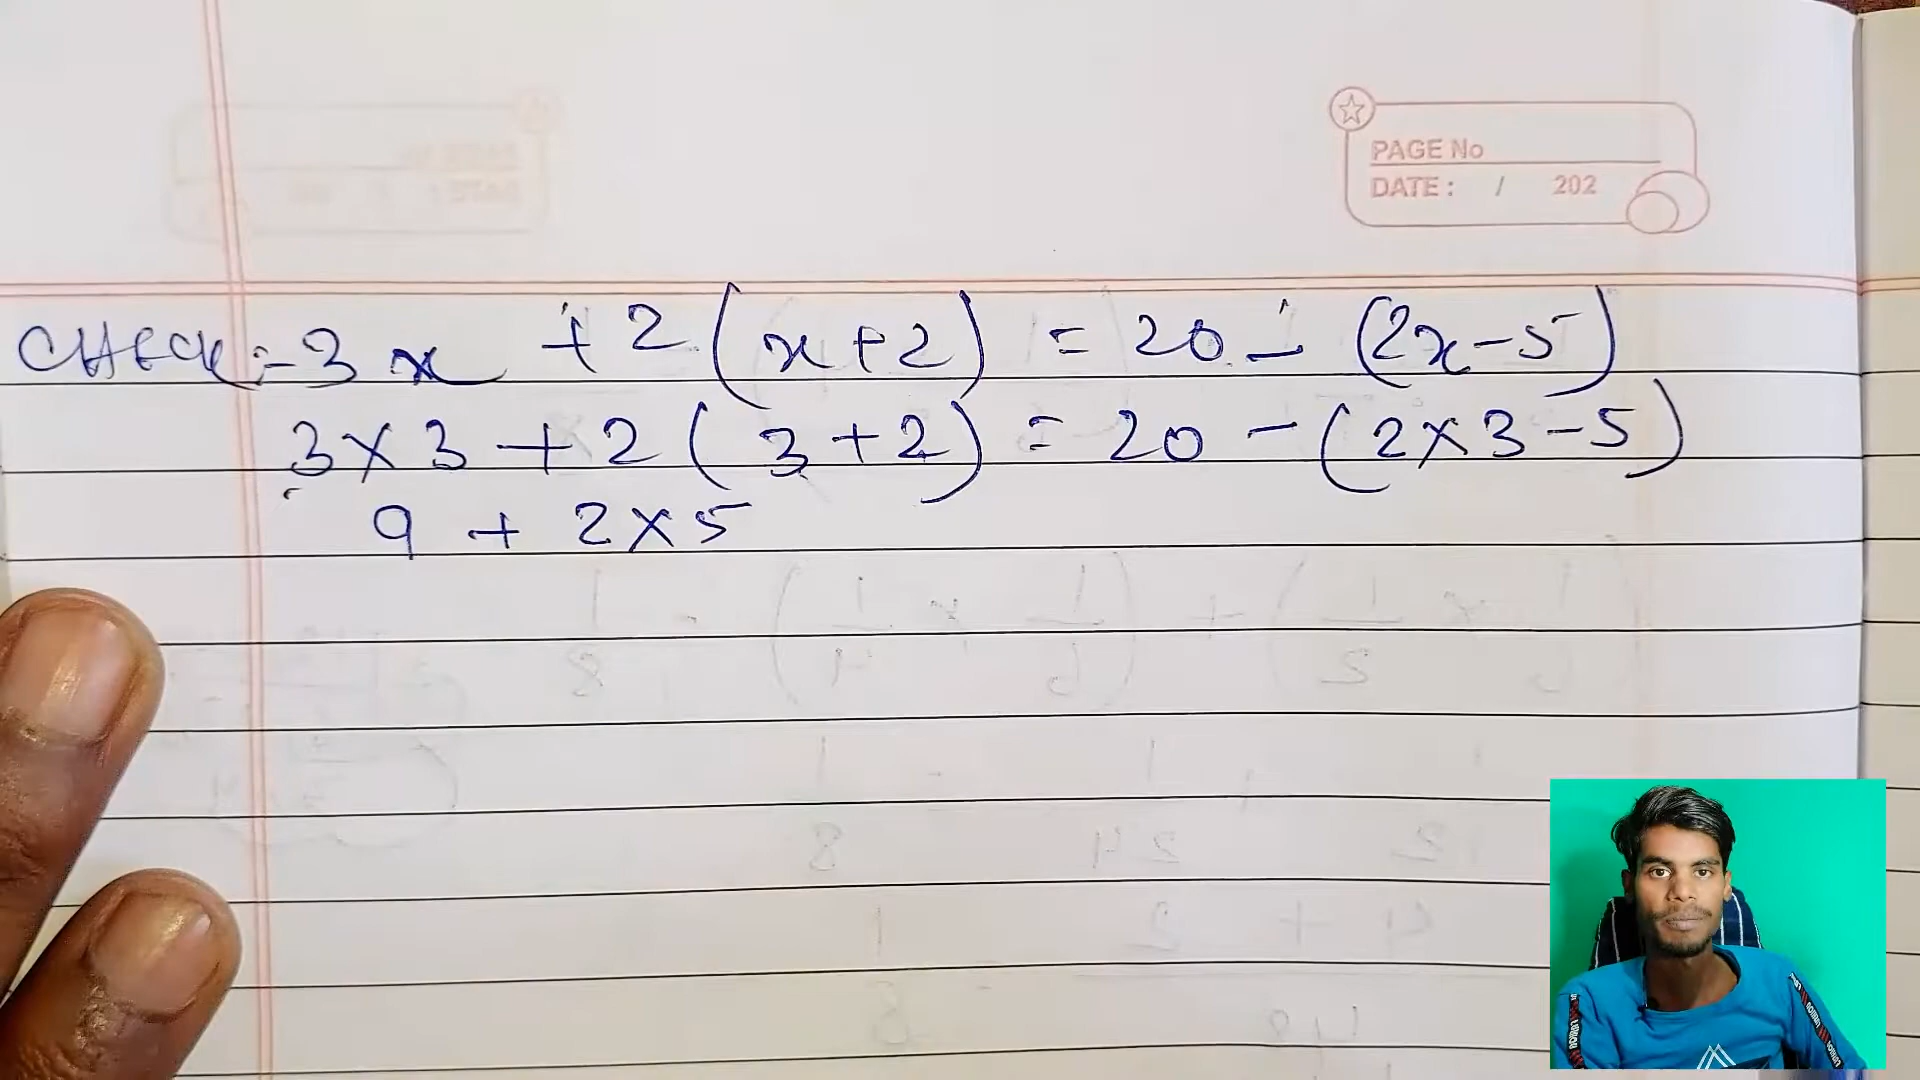 PAGE No
DATE : / 202
CHECK:- 3x + 2(x+2) = 20 - (2x-5)
3×3 + 2(3+2) = 20 - (2×3-5)
9 + 2×5